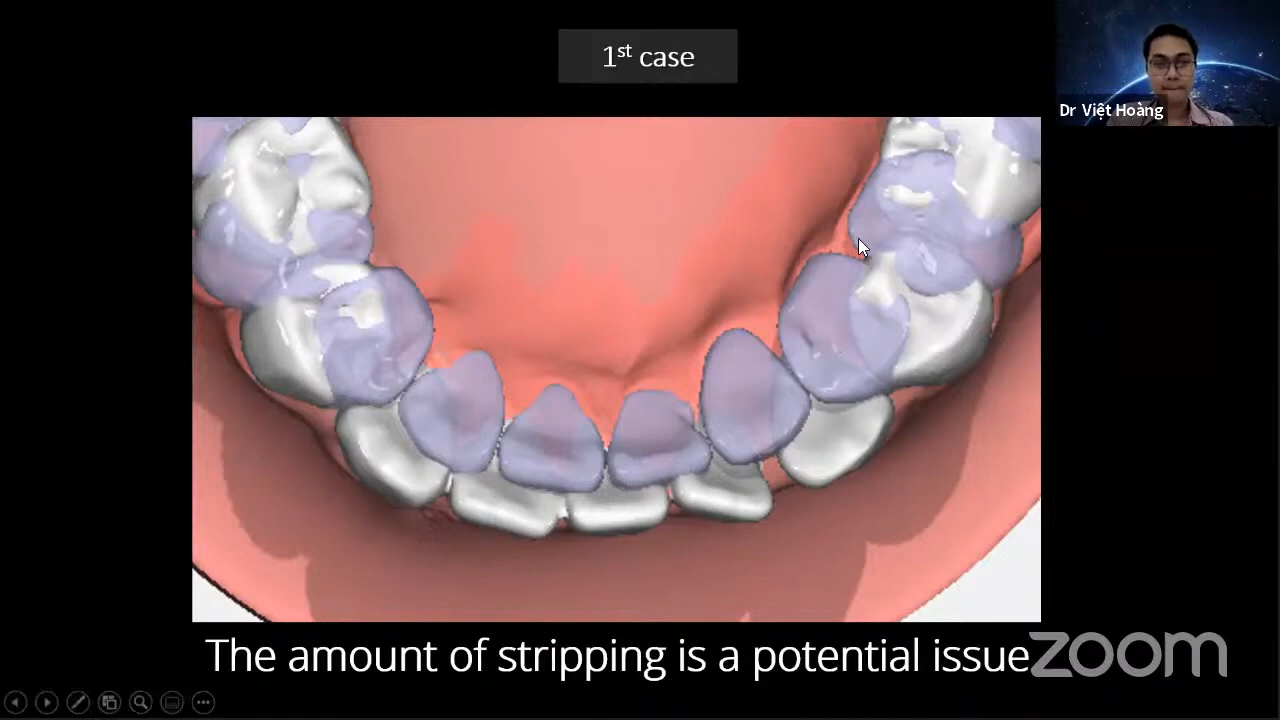 1st case
Dr Việt Hoàng
The amount of stripping is a potential issue
zoom